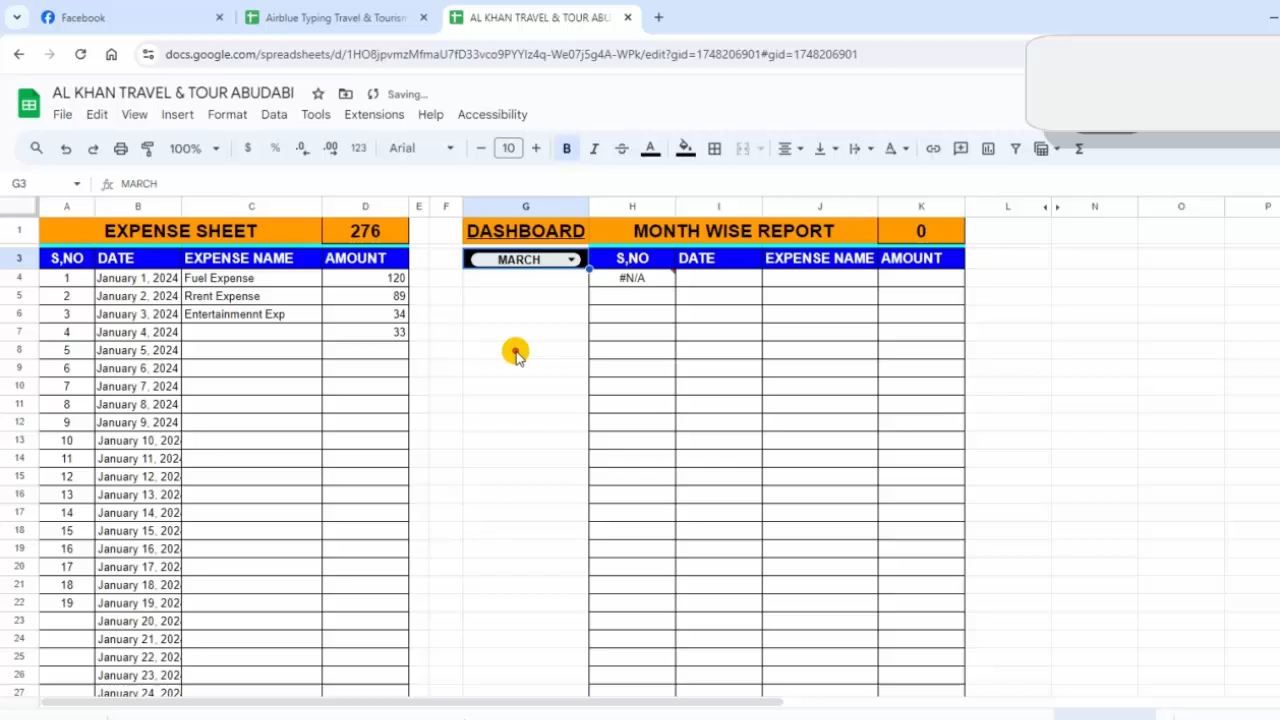 Facebook
Airblue Typing Travel & Tourism
AL KHAN TRAVEL & TOUR ABU
docs.google.com/spreadsheets/d/1HO8jpvmzMfmaU7fD33vco9PYYIz4q-We07j5g4A-WPk/edit?gid=1748206901#gid=1748206901
AL KHAN TRAVEL & TOUR ABUDABI Saving...
File Edit View Insert Format Data Tools Extensions Help Accessibility
100% $ % .0 .00 123 Arial 10 B I A Σ
G3 fx MARCH
A B C D E F G H I J K L N O P
1 EXPENSE SHEET 276 DASHBOARD MONTH WISE REPORT 0
3 S,NO DATE EXPENSE NAME AMOUNT MARCH S,NO DATE EXPENSE NAME AMOUNT
4 1 January 1, 2024 Fuel Expense 120 #N/A
5 2 January 2, 2024 Rrent Expense 89
6 3 January 3, 2024 Entertainmennt Exp 34
7 4 January 4, 2024 33
8 5 January 5, 2024
9 6 January 6, 2024
10 7 January 7, 2024
11 8 January 8, 2024
12 9 January 9, 2024
13 10 January 10, 202
14 11 January 11, 202
15 12 January 12, 202
16 13 January 13, 202
17 14 January 14, 202
18 15 January 15, 202
19 16 January 16, 202
20 17 January 17, 202
21 18 January 18, 202
22 19 January 19, 202
23 January 20, 202
24 January 21, 202
25 January 22, 202
26 January 23, 202
27 January 24, 202